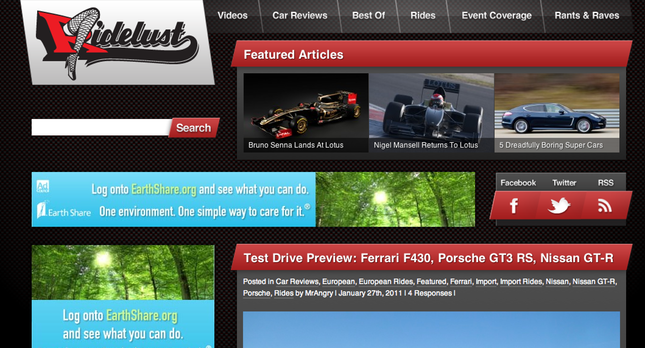 Ridelust
Videos
Car Reviews
Best Of
Rides
Event Coverage
Rants & Raves
Featured Articles
Bruno Senna Lands At Lotus
Nigel Mansell Returns To Lotus
5 Dreadfully Boring Super Cars
Search
Ad
Log onto EarthShare.org and see what you can do.
Earth Share
One environment. One simple way to care for it.®
Facebook
Twitter
RSS
f
Test Drive Preview: Ferrari F430, Porsche GT3 RS, Nissan GT-R
Posted in Car Reviews, European, European Rides, Featured, Ferrari, Import, Import Rides, Nissan, Nissan GT-R,
Porsche, Rides by MrAngry | January 27th, 2011 | 4 Responses |
Log onto EarthShare.org
and see what you can do.